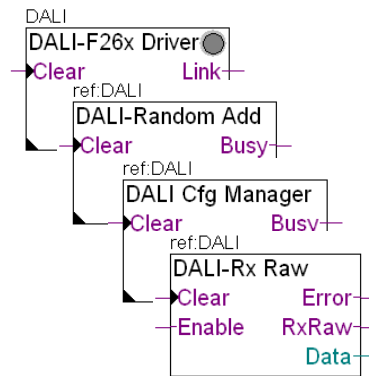 DALI
DALI-F26x Driver
Clear Link
ref:DALI
DALI-Random Add
Clear Busy
ref:DALI
DALI Cfg Manager
Clear Busy
ref:DALI
DALI-Rx Raw
Clear Error
Enable RxRaw
Data